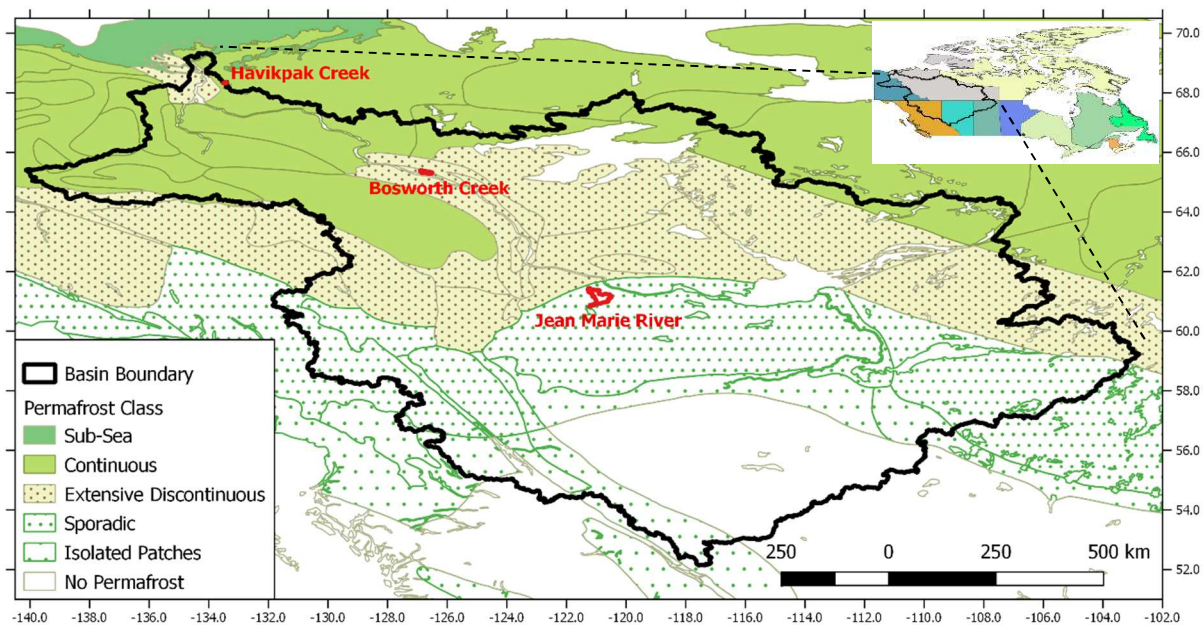 70.0
Havikpak Creek
68.0
66.0
Bosworth Creek
64.0
62.0
Jean Marie River
60.0
Basin Boundary
58.0
Permafrost Class
Sub-Sea
Continuous
56.0
Extensive Discontinuous
Sporadic
54.0
Isolated Patches
250 0 250 500 km
No Permafrost
52.0
-140.0 -138.0 -136.0 -134.0 -132.0 -130.0 -128.0 -126.0 -124.0 -122.0 -120.0 -118.0 -116.0 -114.0 -112.0 -110.0 -108.0 -106.0 -104.0 -102.0